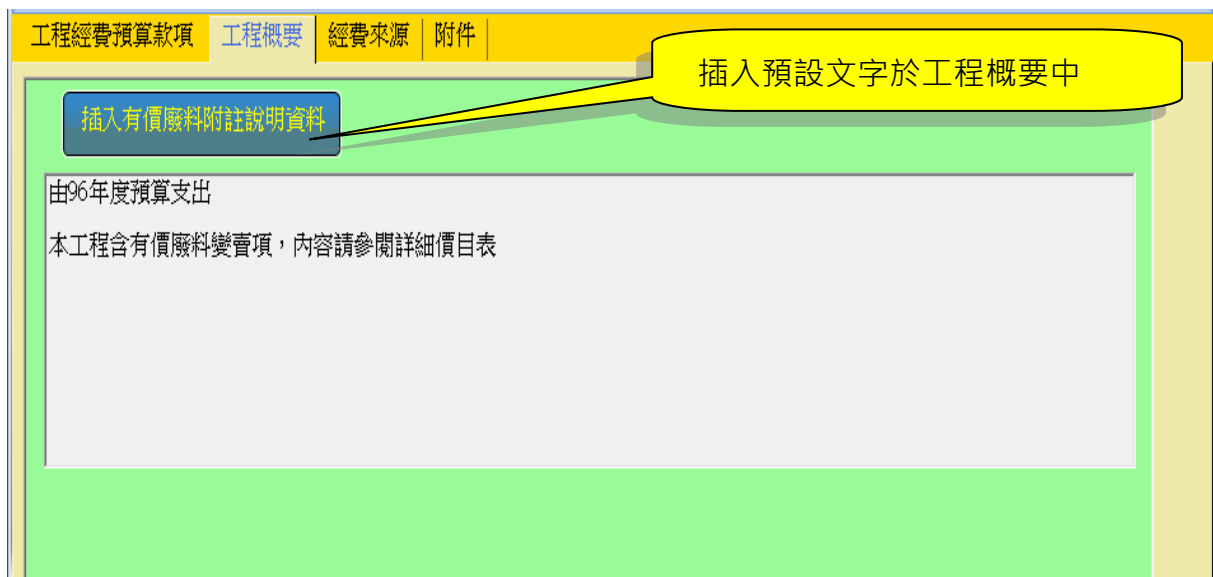 工程經費預算款項 工程概要 經費來源 附件
插入預設文字於工程概要中
插入有價廢料附註說明資料
由96年度預算支出
本工程含有價廢料變賣項，內容請參閱詳細價目表